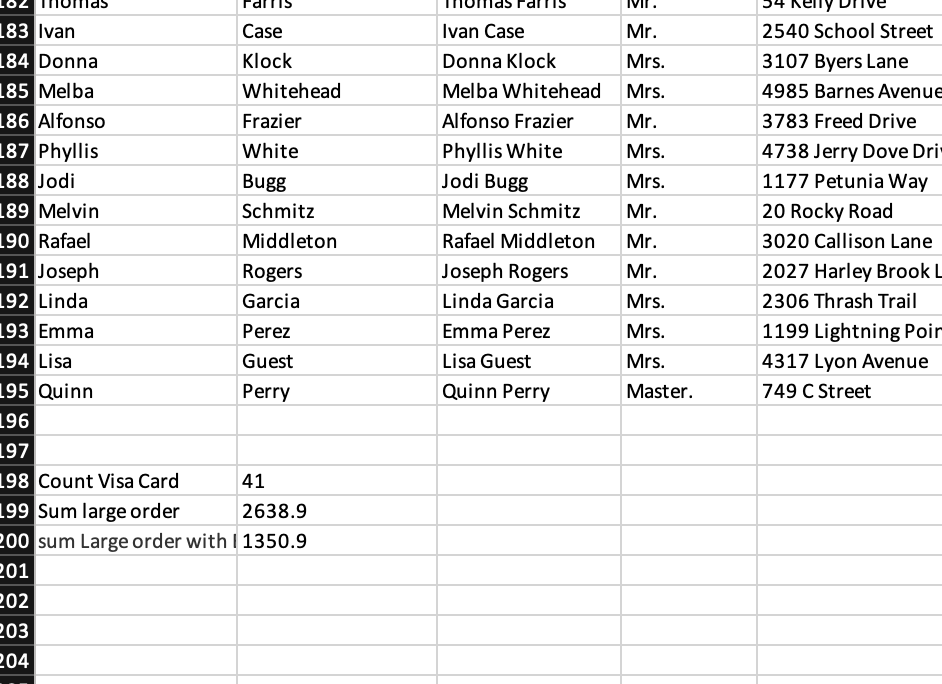 182 Thomas Farris Thomas Farris Mr. 54 Kelly Drive
183 Ivan Case Ivan Case Mr. 2540 School Street
184 Donna Klock Donna Klock Mrs. 3107 Byers Lane
185 Melba Whitehead Melba Whitehead Mrs. 4985 Barnes Avenue
186 Alfonso Frazier Alfonso Frazier Mr. 3783 Freed Drive
187 Phyllis White Phyllis White Mrs. 4738 Jerry Dove Driv
188 Jodi Bugg Jodi Bugg Mrs. 1177 Petunia Way
189 Melvin Schmitz Melvin Schmitz Mr. 20 Rocky Road
190 Rafael Middleton Rafael Middleton Mr. 3020 Callison Lane
191 Joseph Rogers Joseph Rogers Mr. 2027 Harley Brook L
192 Linda Garcia Linda Garcia Mrs. 2306 Thrash Trail
193 Emma Perez Emma Perez Mrs. 1199 Lightning Poin
194 Lisa Guest Lisa Guest Mrs. 4317 Lyon Avenue
195 Quinn Perry Quinn Perry Master. 749 C Street
196
197
198 Count Visa Card 41
199 Sum large order 2638.9
200 sum Large order with 1350.9
201
202
203
204